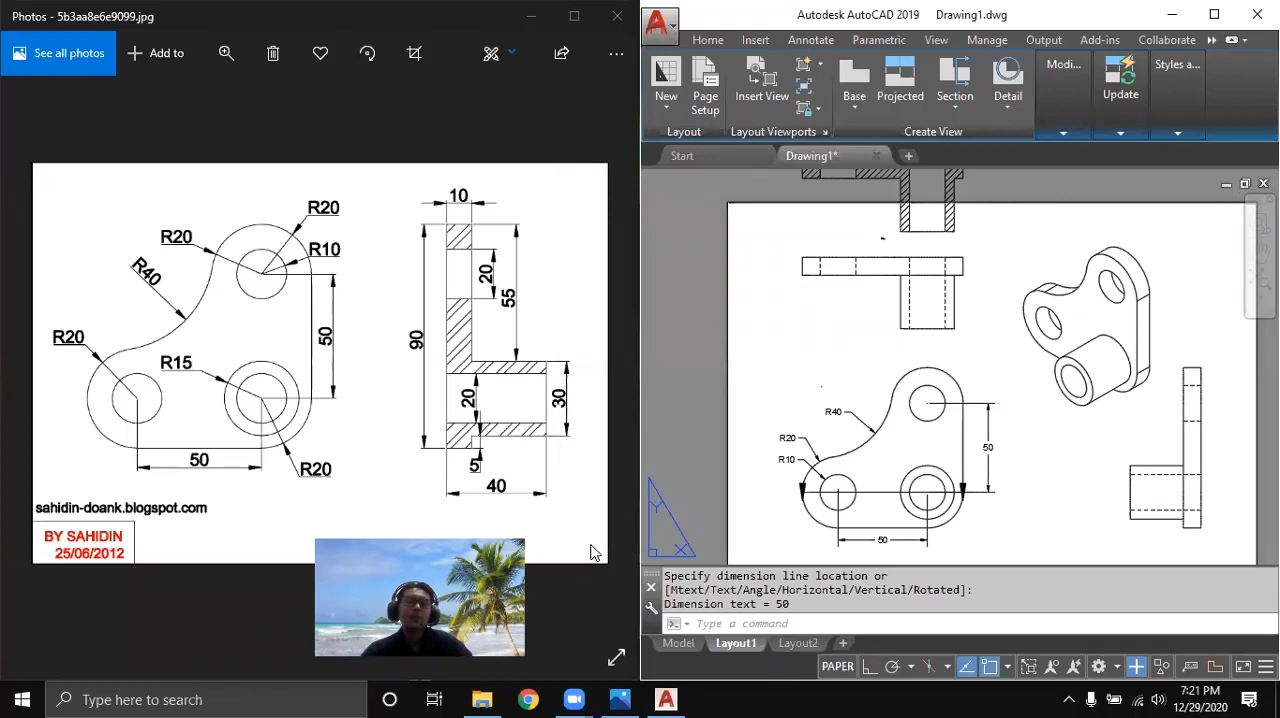 Photos - 5b3aa8e6e9099.jpg
See all photos
Add to
R20
R20
R10
R40
R20
R15
50
50
R20
10
20
55
90
20
30
5
40
sahidin-doank.blogspot.com
BY SAHIDIN
25/06/2012
Autodesk AutoCAD 2019 Drawing1.dwg
Home Insert Annotate Parametric View Manage Output Add-ins Collaborate
New
Page Setup
Insert View
Base
Projected
Section
Detail
Modi...
Update
Styles a...
Layout
Layout Viewports
Create View
Start
Drawing1*
R40
R20
R10
50
50
Y
X
Specify dimension line location or
[Mtext/Text/Angle/Horizontal/Vertical/Rotated]:
Dimension text = 50
Type a command
Model Layout1 Layout2
PAPER
Type here to search
7:21 PM
12/29/2020